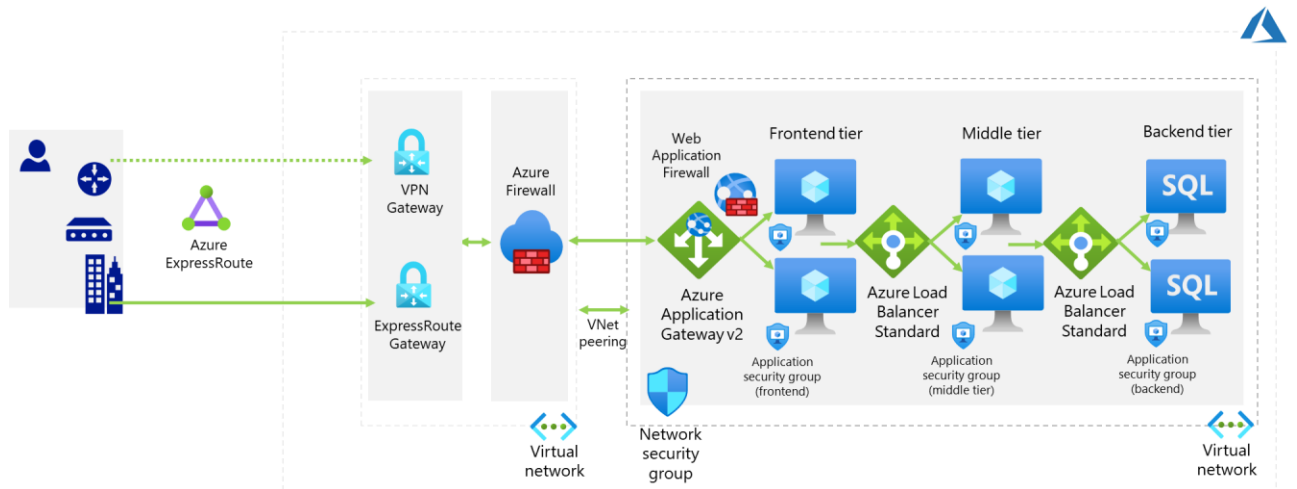 Azure
ExpressRoute
VPN
Gateway
ExpressRoute
Gateway
Azure
Firewall
VNet
peering
Virtual
network
Web
Application
Firewall
Azure
Application
Gateway v2
Network
security
group
Frontend tier
Application
security group
(frontend)
Azure Load
Balancer
Standard
Middle tier
Application
security group
(middle tier)
Azure Load
Balancer
Standard
Backend tier
SQL
SQL
Application
security group
(backend)
Virtual
network